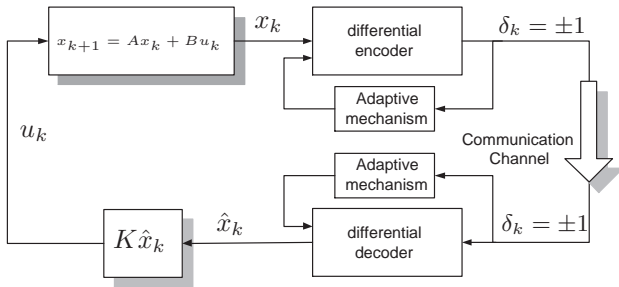 x_{k+1} = Ax_k + Bu_k
x_k
differential
encoder
δ_k = ±1
Adaptive
mechanism
u_k
Communication
Channel
Adaptive
mechanism
Kx̂_k
x̂_k
differential
decoder
δ_k = ±1